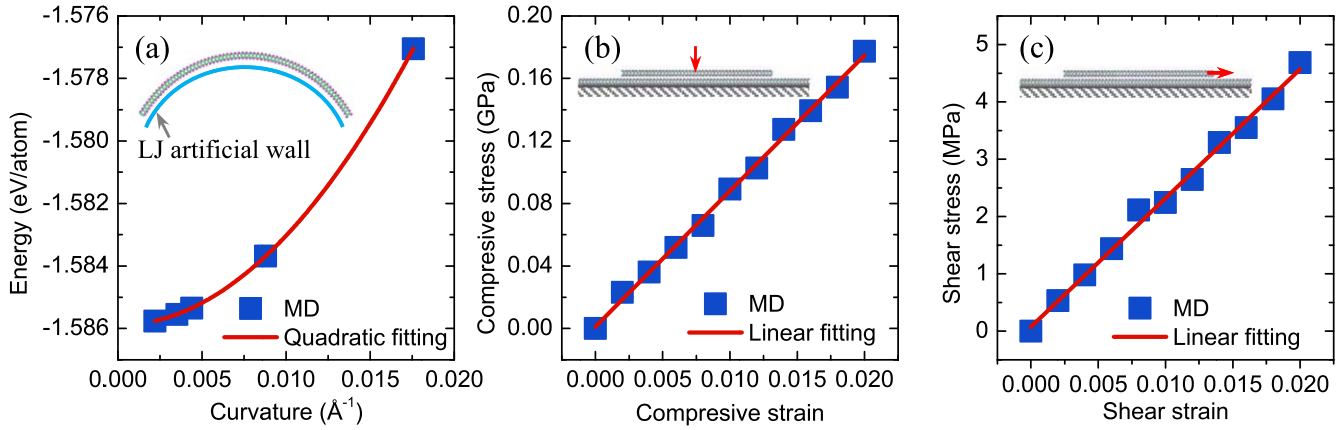 (a)
LJ artificial wall
MD
Quadratic fitting
Energy (eV/atom)
-1.576
-1.578
-1.580
-1.582
-1.584
-1.586
0.000 0.005 0.010 0.015 0.020
Curvature (Å-1)
(b)
MD
Linear fitting
Compresive stress (GPa)
0.20
0.16
0.12
0.08
0.04
0.00
0.000 0.005 0.010 0.015 0.020
Compresive strain
(c)
MD
Linear fitting
Shear stress (MPa)
5
4
3
2
1
0
0.000 0.005 0.010 0.015 0.020
Shear strain